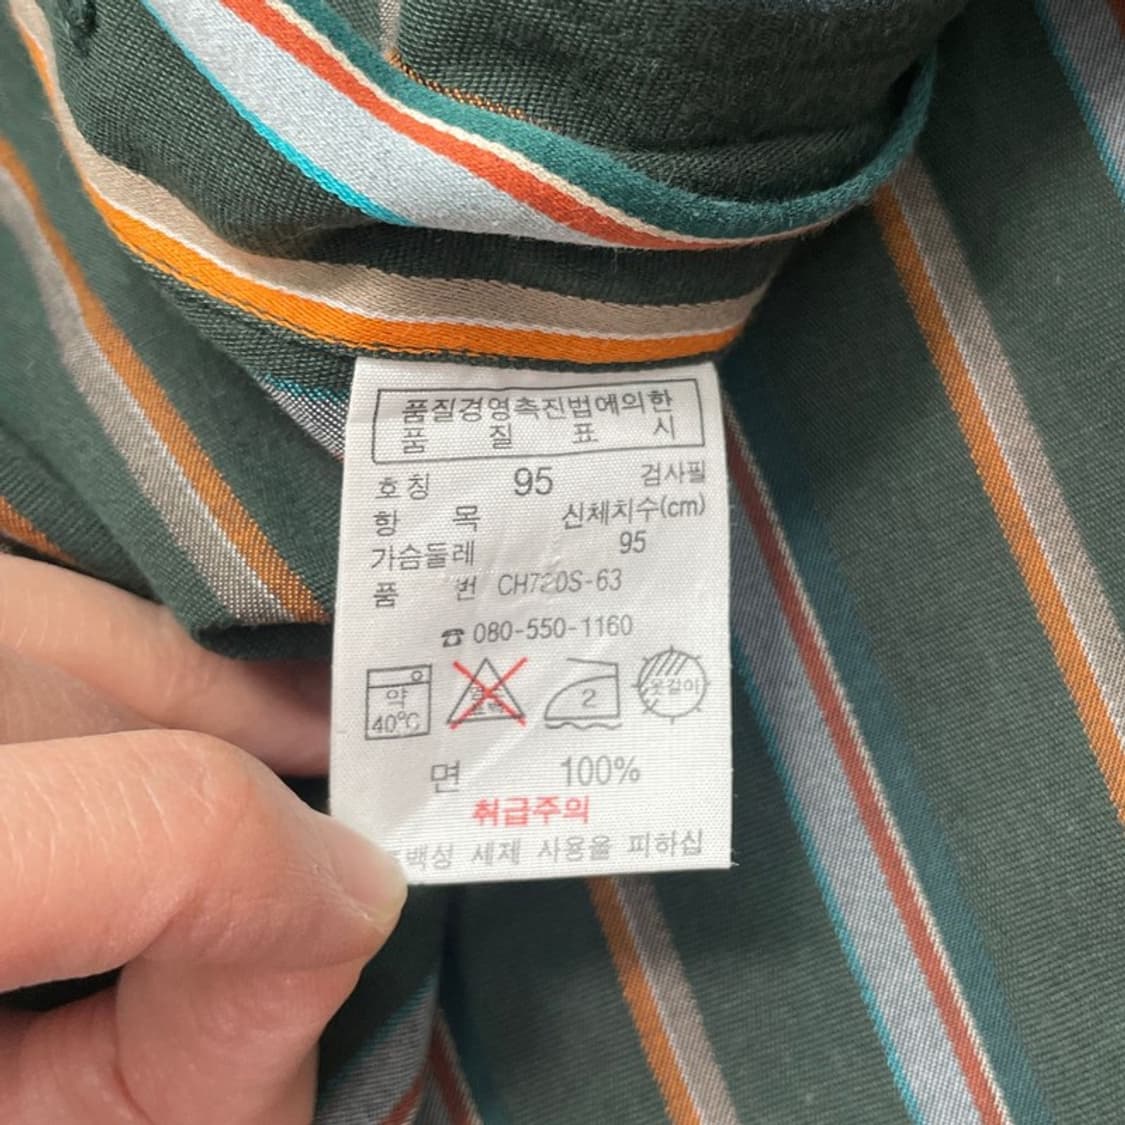 품질경영촉진법에의한
품 질 표 시
호칭 95 검사필
항 목 신체치수(cm)
가슴둘레 95
품 번 CH720S-63
☎ 080-550-1160
약 40℃
2
옷걸이
면 100%
취급주의
백성 세제 사용을 피하십